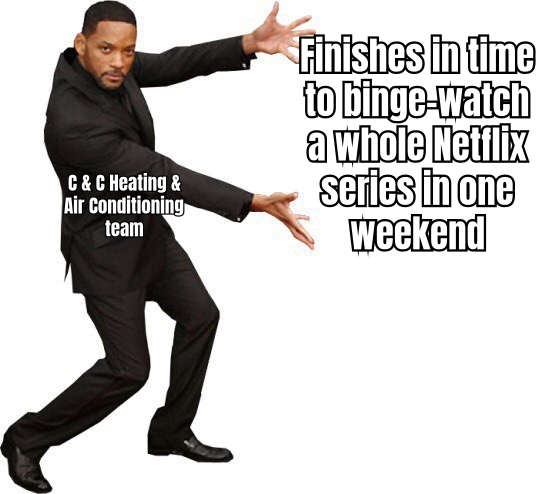 Finishes in time
to binge-watch
a whole Netflix
series in one
weekend
C & C Heating &
Air Conditioning
team